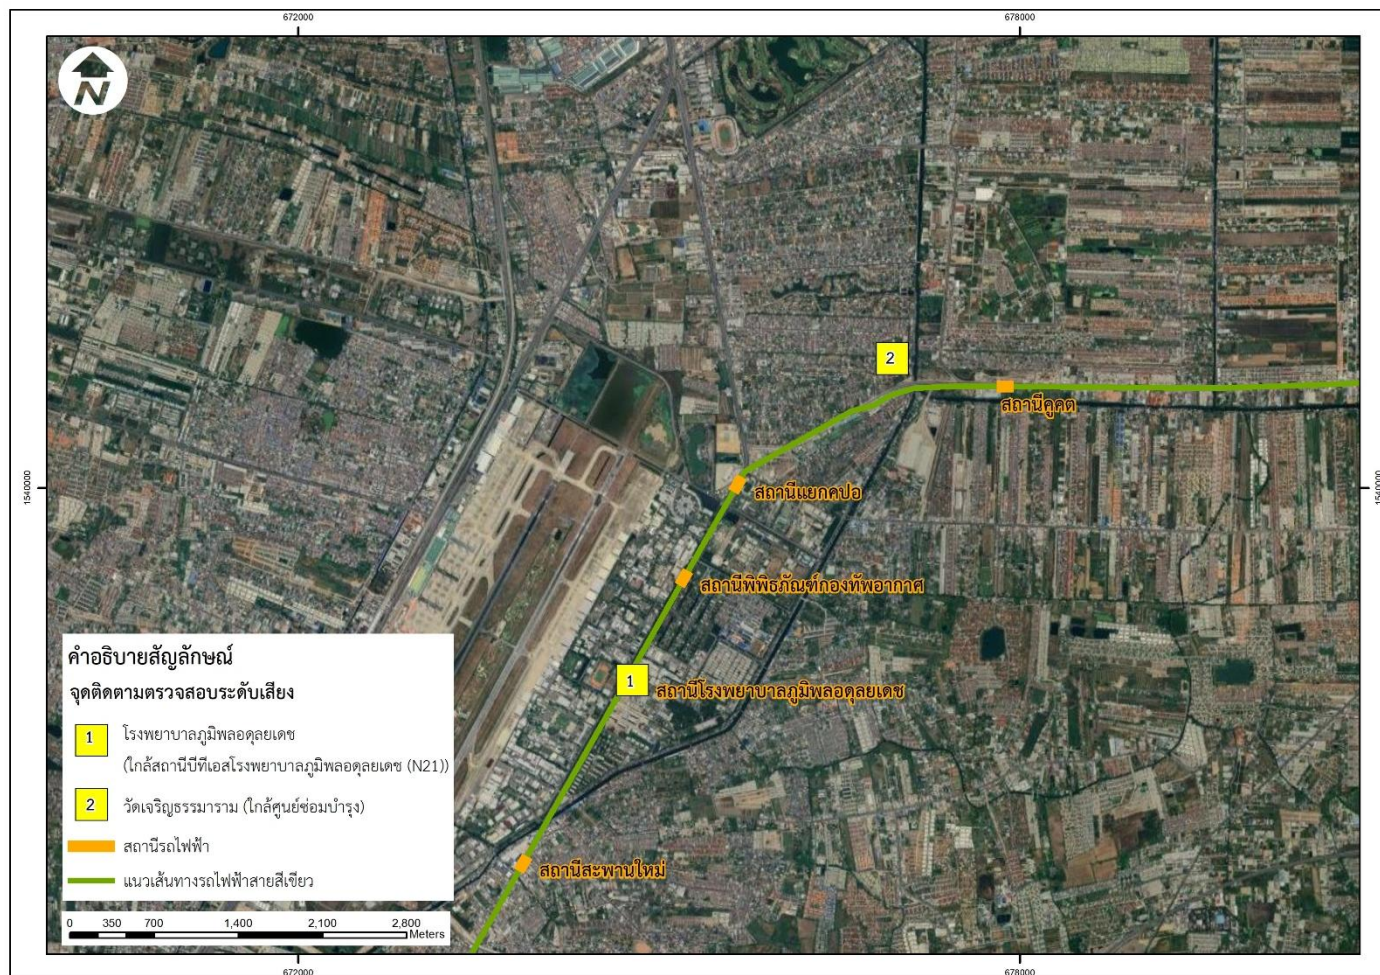 672000
678000
N
2
สถานีคูคต
1540000
1540000
สถานีแยกคปอ
สถานีพิพิธภัณฑ์กองทัพอากาศ
1
สถานีโรงพยาบาลภูมิพลอดุลยเดช
สถานีสะพานใหม่
คำอธิบายสัญลักษณ์
จุดติดตามตรวจสอบระดับเสียง
1 โรงพยาบาลภูมิพลอดุลยเดช
(ใกล้สถานีบีทีเอสโรงพยาบาลภูมิพลอดุลยเดช (N21))
2 วัดเจริญธรรมาราม (ใกล้ศูนย์ซ่อมบำรุง)
สถานีรถไฟฟ้า
แนวเส้นทางรถไฟฟ้าสายสีเขียว
0 350 700 1,400 2,100 2,800
Meters
672000
678000